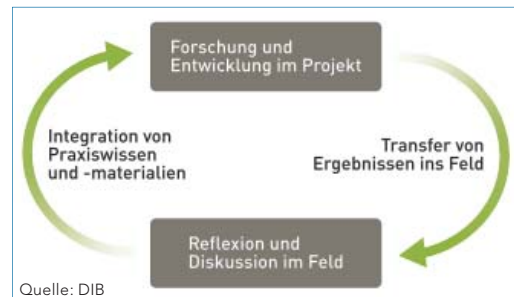 Forschung und
Entwicklung im Projekt
Integration von
Praxiswissen
und -materialien
Transfer von
Ergebnissen ins Feld
Reflexion und
Diskussion im Feld
Quelle: DIB